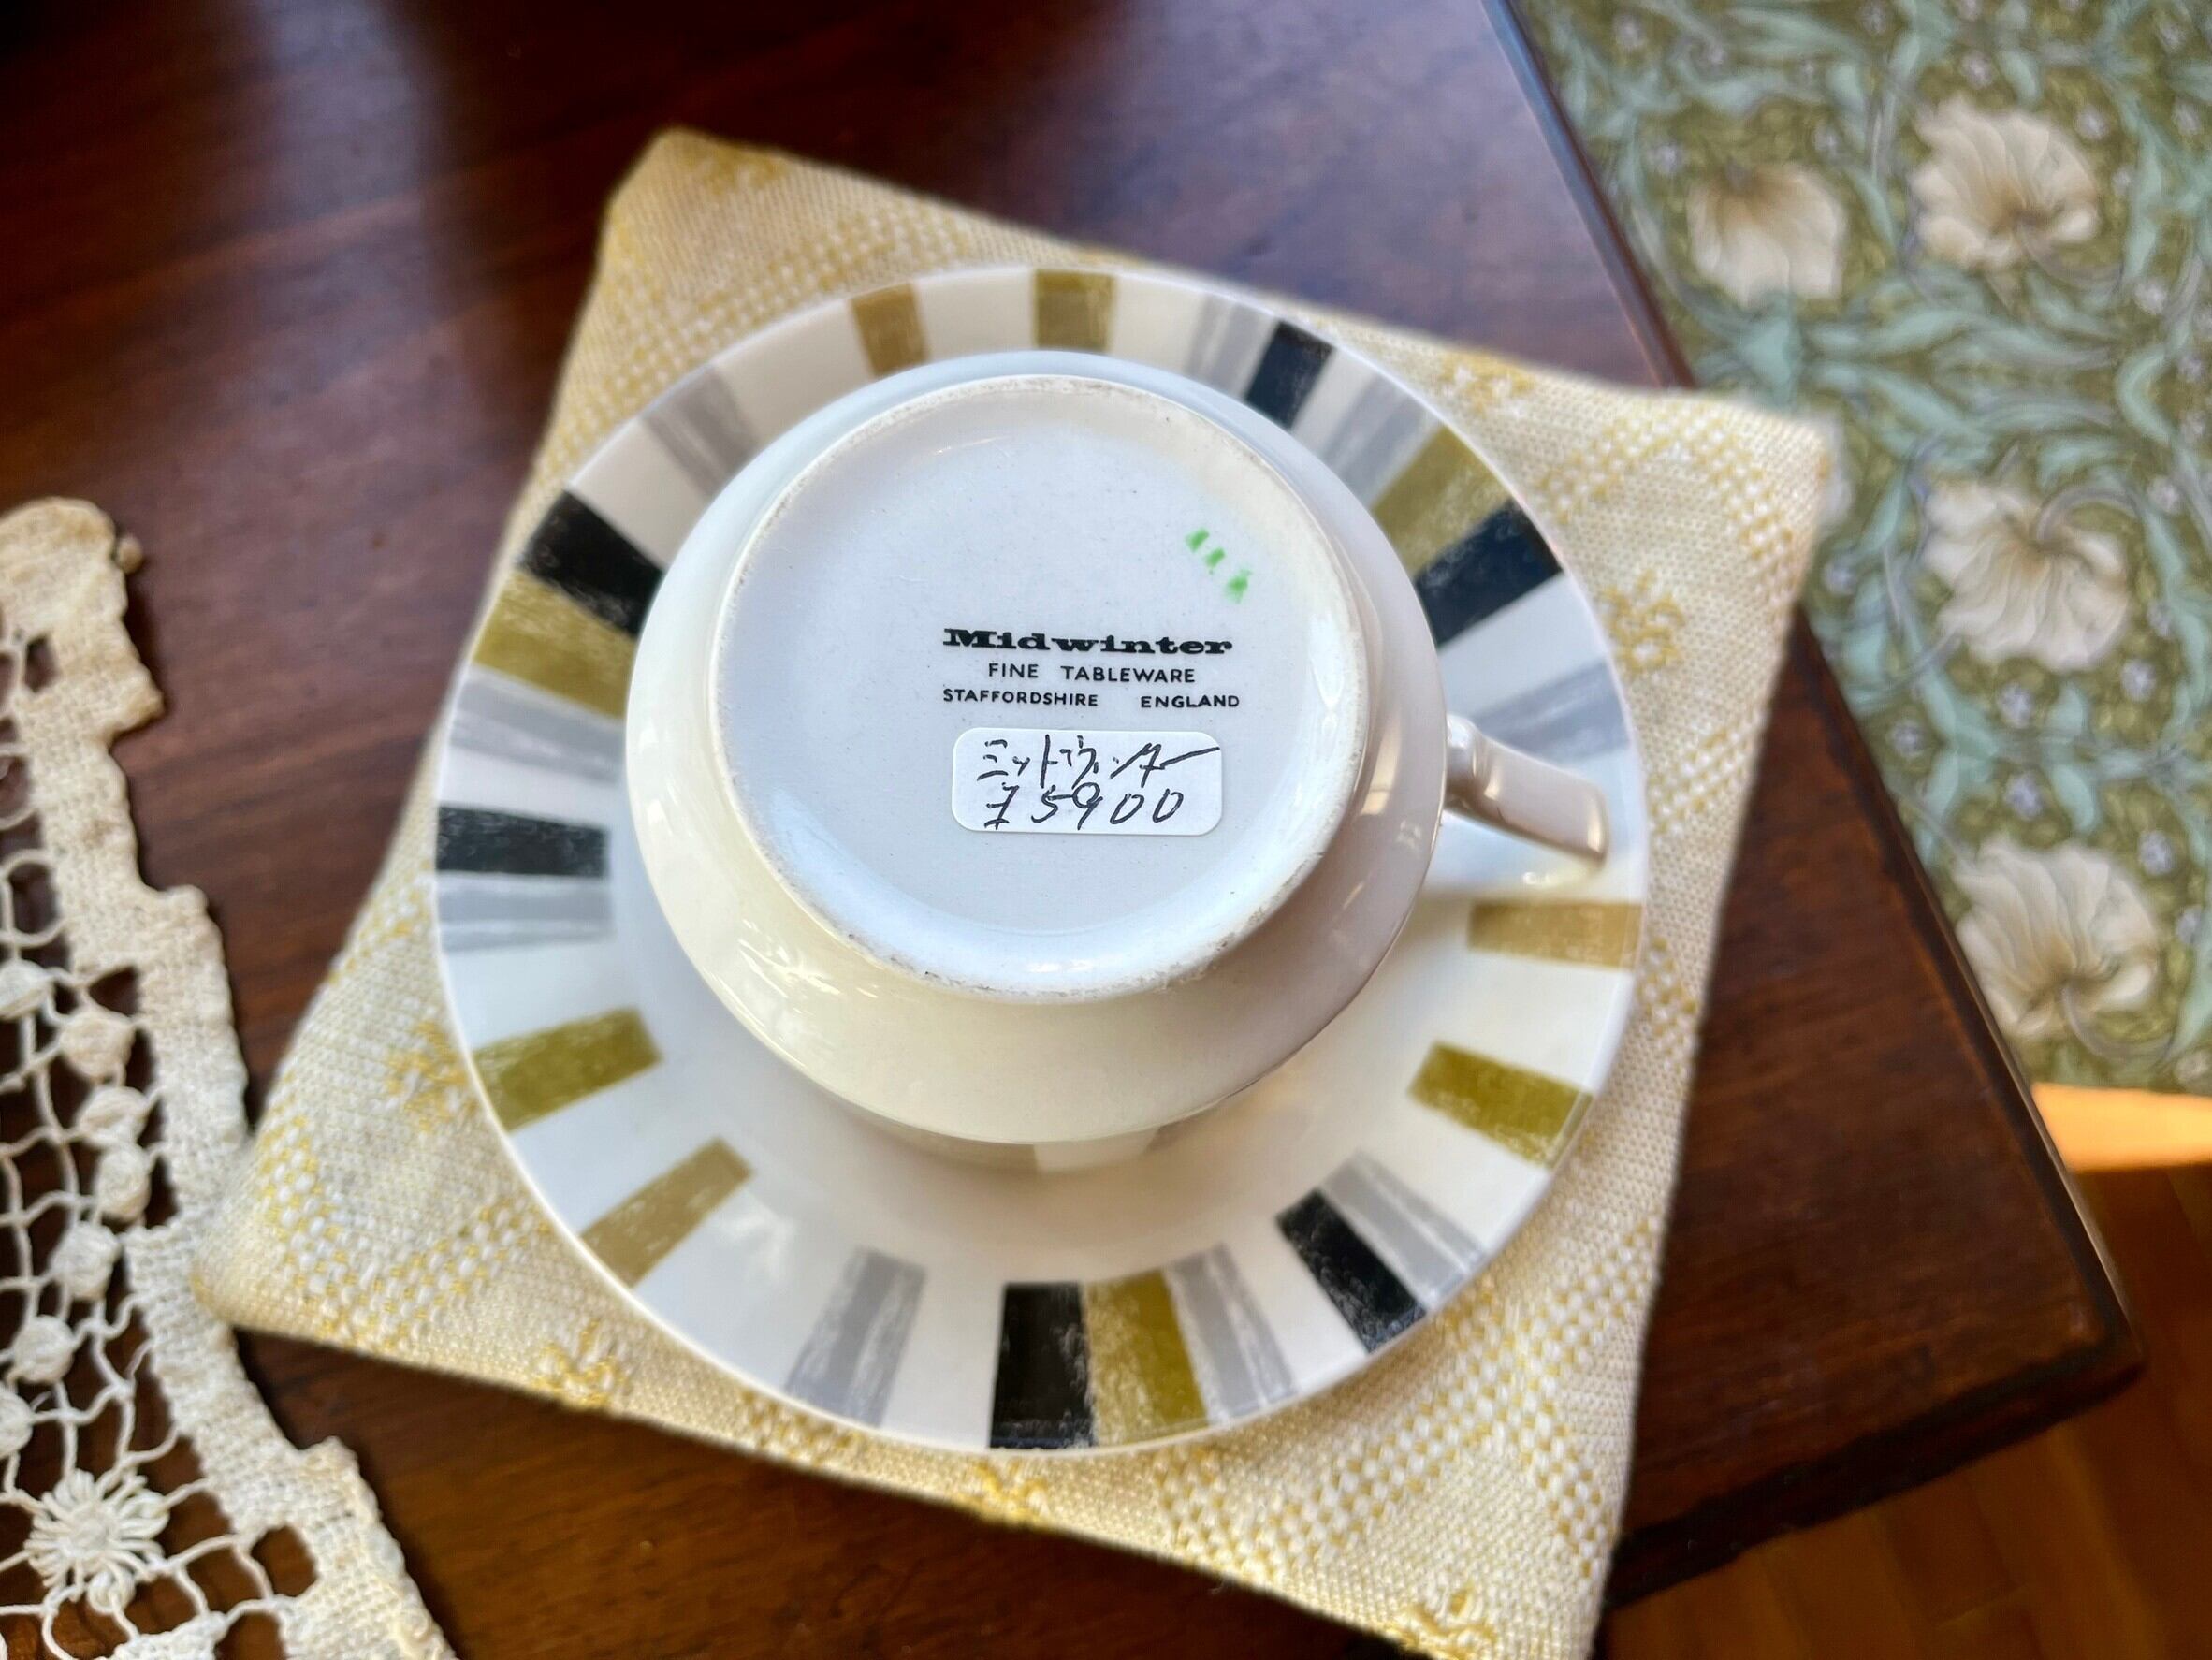 Midwinter
FINE TABLEWARE
STAFFORDSHIRE ENGLAND
ミッドウィンター
¥5900